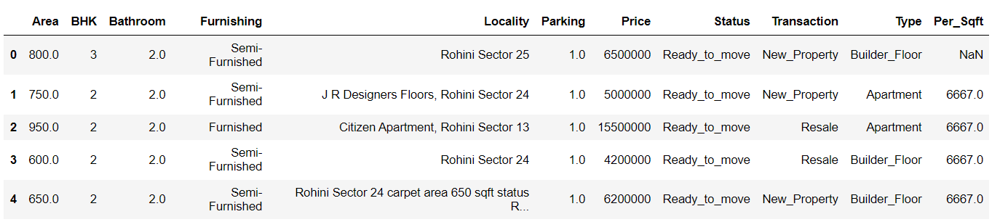 Area BHK Bathroom Furnishing Locality Parking Price Status Transaction Type Per_Sqft
0 800.0 3 2.0 Semi-
Furnished Rohini Sector 25 1.0 6500000 Ready_to_move New_Property Builder_Floor NaN
1 750.0 2 2.0 Semi-
Furnished J R Designers Floors, Rohini Sector 24 1.0 5000000 Ready_to_move New_Property Apartment 6667.0
2 950.0 2 2.0 Furnished Citizen Apartment, Rohini Sector 13 1.0 15500000 Ready_to_move Resale Apartment 6667.0
3 600.0 2 2.0 Semi-
Furnished Rohini Sector 24 1.0 4200000 Ready_to_move Resale Builder_Floor 6667.0
4 650.0 2 2.0 Semi-
Furnished Rohini Sector 24 carpet area 650 sqft status
R... 1.0 6200000 Ready_to_move New_Property Builder_Floor 6667.0